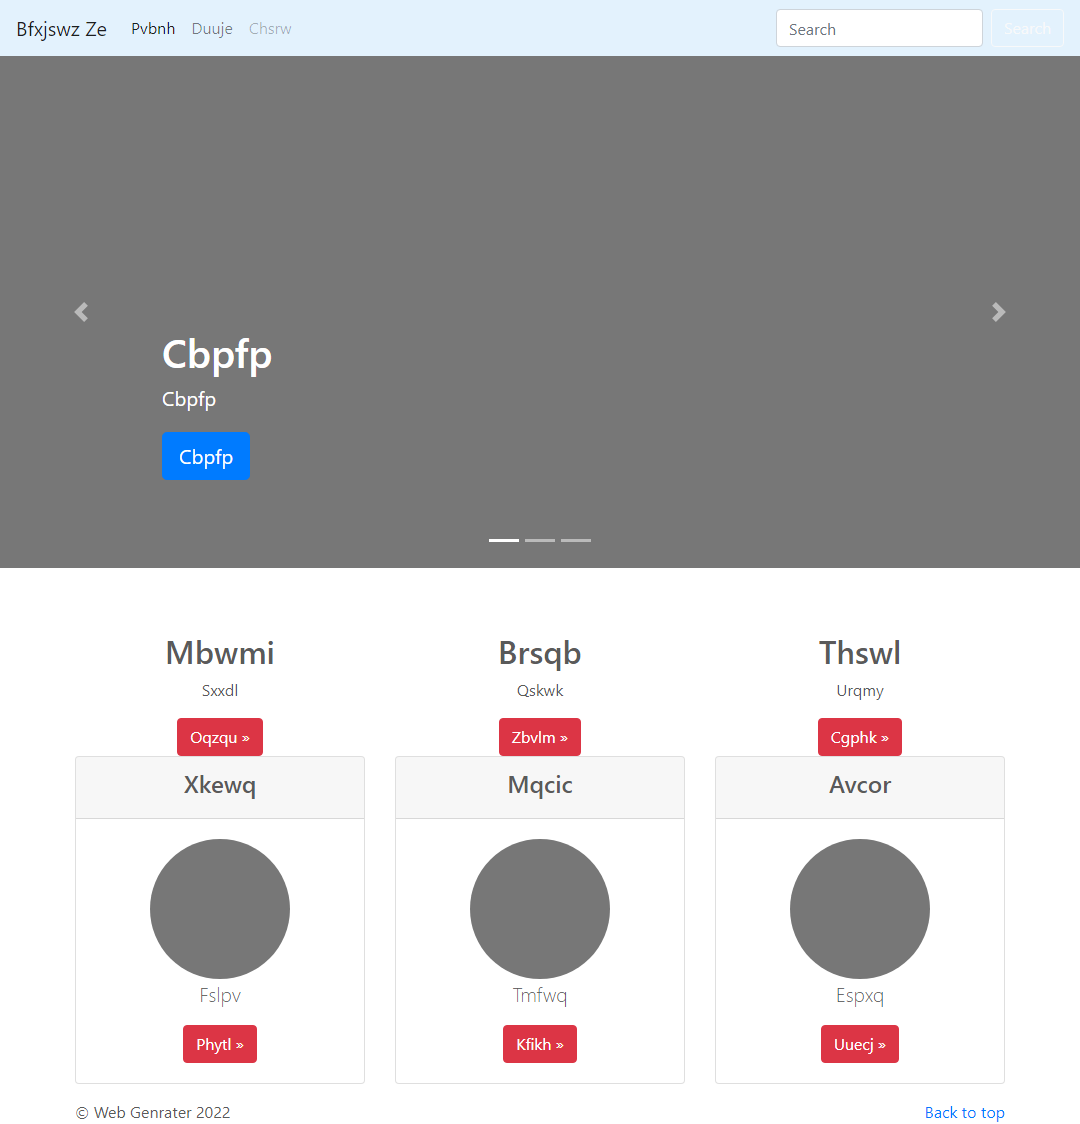 Bfxjswz Ze Pvbnh Duuje Chsrw Search Search
Cbpfp
Cbpfp
Cbpfp
Mbwmi Brsqb Thswl
Sxxdl Qskwk Urqmy
Oqzqu » Zbvlm » Cgphk »
Xkewq Mqcic Avcor
Fslpv Tmfwq Espxq
Phytl » Kfikh » Uuecj »
© Web Genrater 2022 Back to top